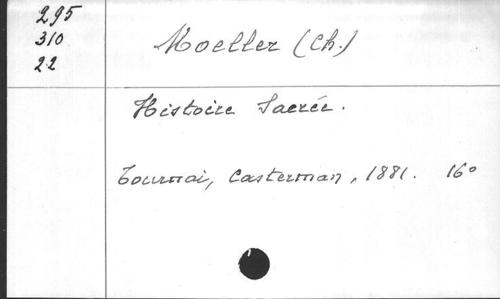 295
310
22
Moeller (Ch.)
Histoire Sacrée.
Tournai, Casterman, 1881. 16°